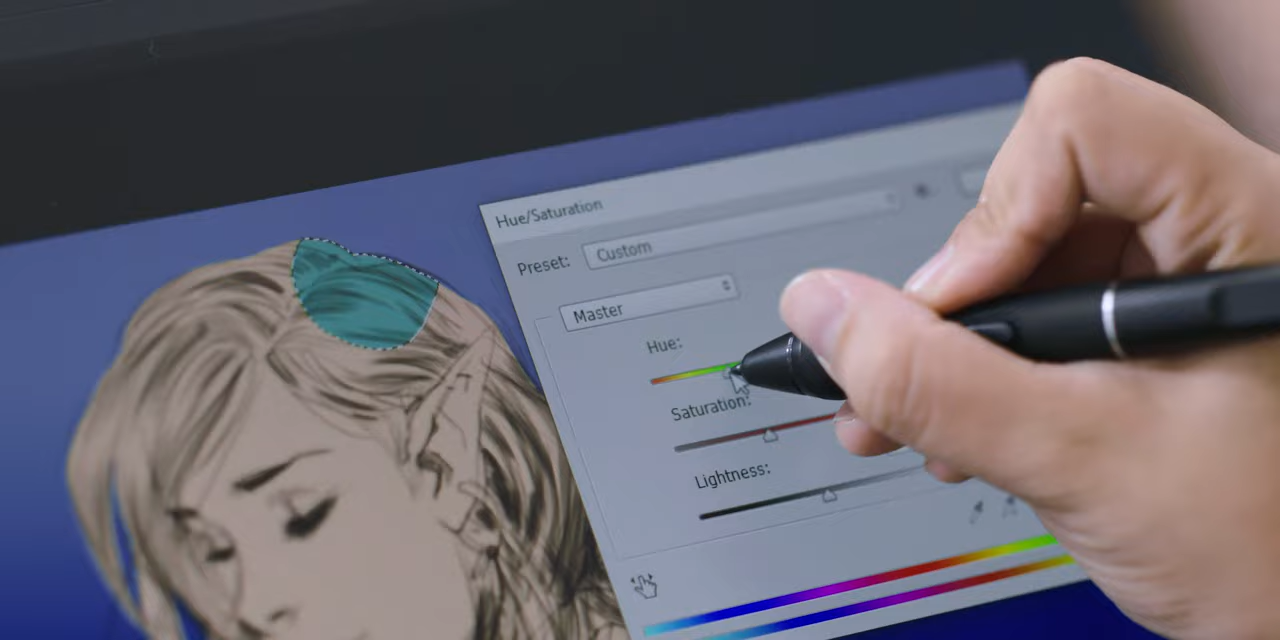 Hue/Saturation
Preset: Custom
Master
Hue:
Saturation:
Lightness: